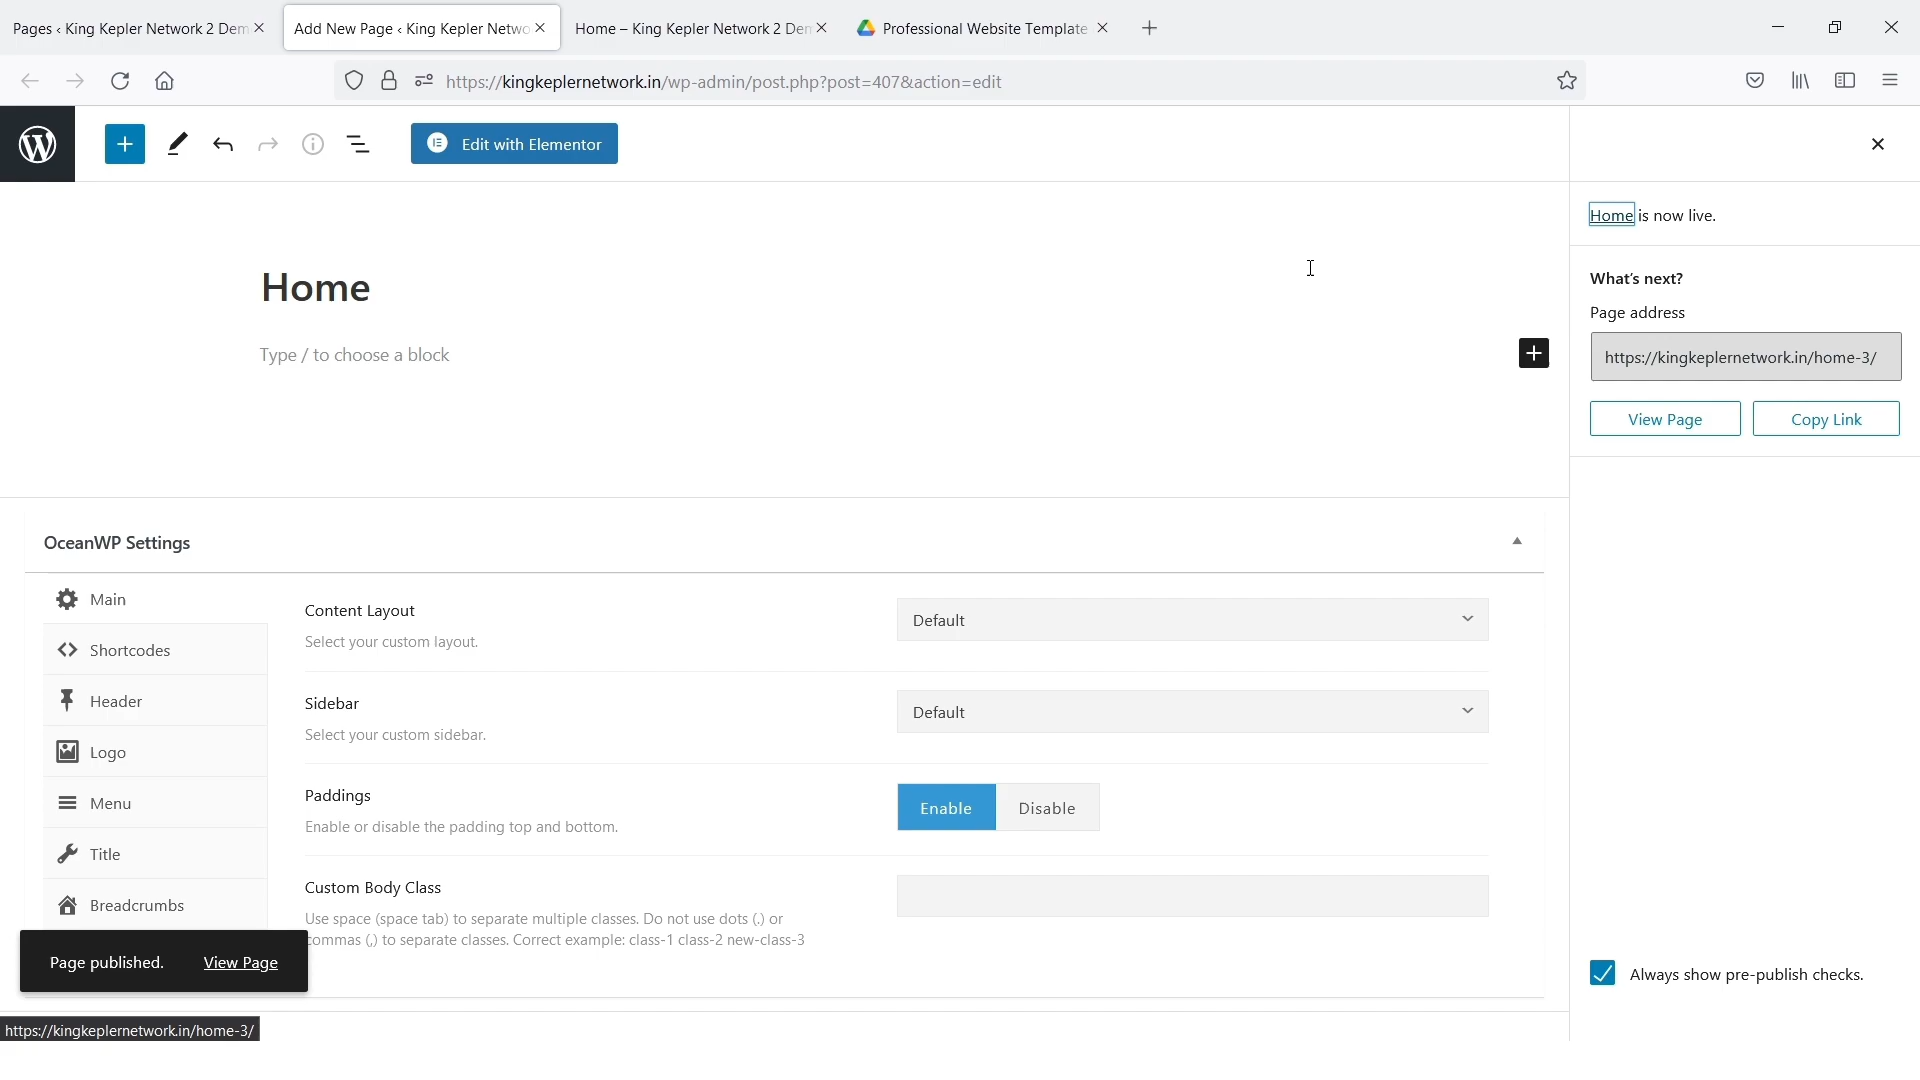 Pages ‹ King Kepler Network 2 Dem
Add New Page ‹ King Kepler Netwo
Home – King Kepler Network 2 Dem
Professional Website Template
https://kingkeplernetwork.in/wp-admin/post.php?post=407&action=edit
Edit with Elementor
Home is now live.
What's next?
Page address
https://kingkeplernetwork.in/home-3/
View Page
Copy Link
Home
Type / to choose a block
OceanWP Settings
Main
Shortcodes
Header
Logo
Menu
Title
Breadcrumbs
Content Layout
Select your custom layout.
Default
Sidebar
Select your custom sidebar.
Default
Paddings
Enable or disable the padding top and bottom.
Enable
Disable
Custom Body Class
Use space (space tab) to separate multiple classes. Do not use dots (.) or
commas (,) to separate classes. Correct example: class-1 class-2 new-class-3
Page published.
View Page
Always show pre-publish checks.
https://kingkeplernetwork.in/home-3/